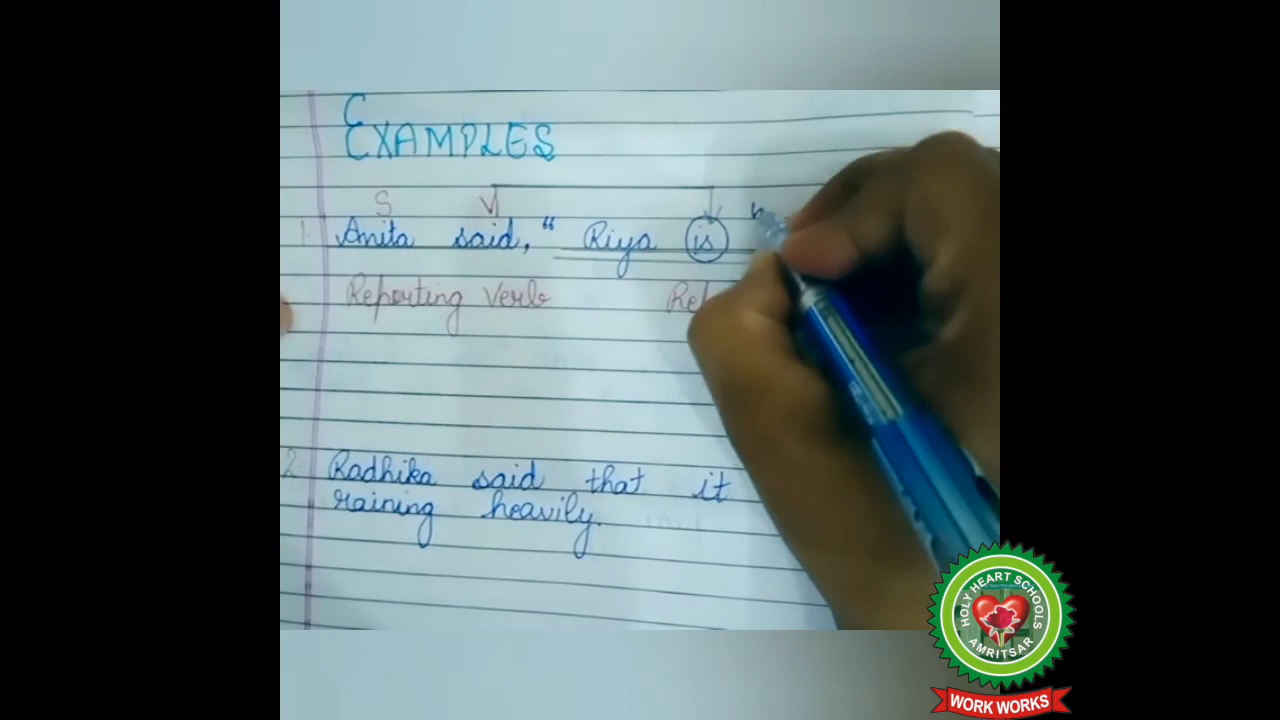 EXAMPLES
S V
1. Anita said, " Riya is
Reporting Verb
2. Radhika said that it
raining heavily.
HOLY HEART SCHOOLS
AMRITSAR
WORK WORKS